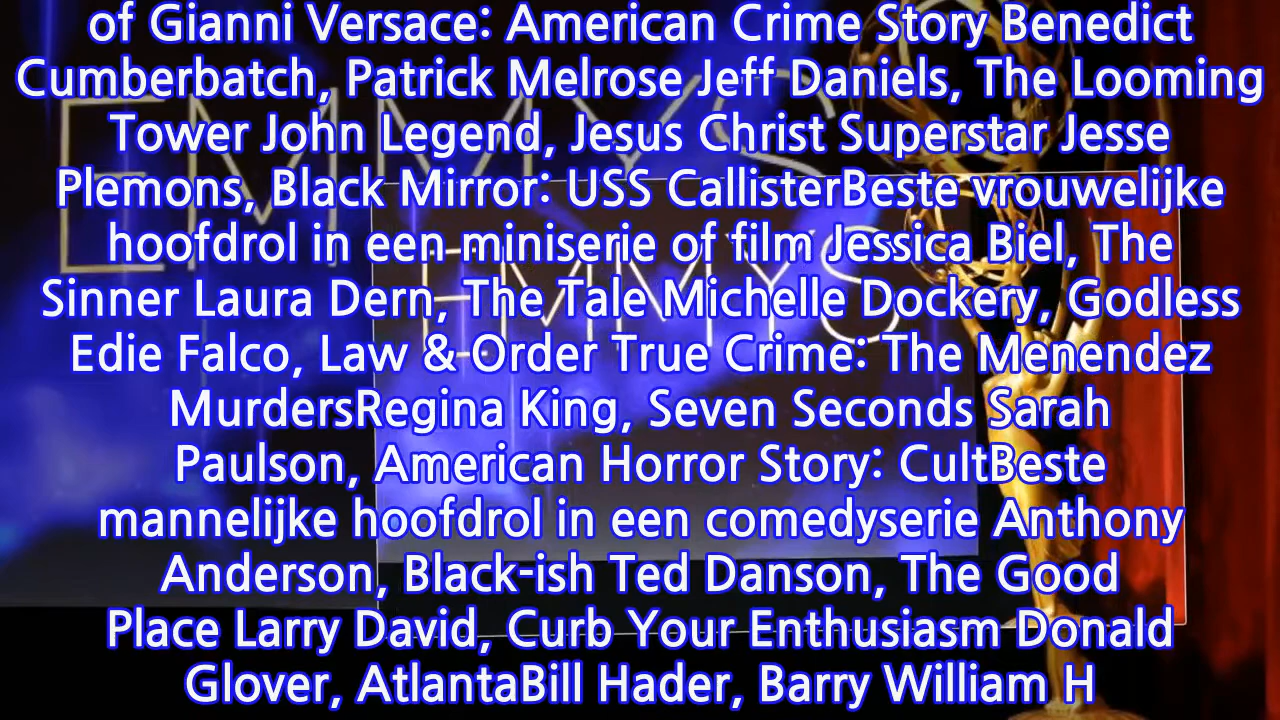 of Gianni Versace: American Crime Story Benedict
Cumberbatch, Patrick Melrose Jeff Daniels, The Looming
Tower John Legend, Jesus Christ Superstar Jesse
Plemons, Black Mirror: USS CallisterBeste vrouwelijke
hoofdrol in een miniserie of film Jessica Biel, The
Sinner Laura Dern, The Tale Michelle Dockery, Godless
Edie Falco, Law & Order True Crime: The Menendez
MurdersRegina King, Seven Seconds Sarah
Paulson, American Horror Story: CultBeste
mannelijke hoofdrol in een comedyserie Anthony
Anderson, Black-ish Ted Danson, The Good
Place Larry David, Curb Your Enthusiasm Donald
Glover, AtlantaBill Hader, Barry William H
EMMYS
EMMYS